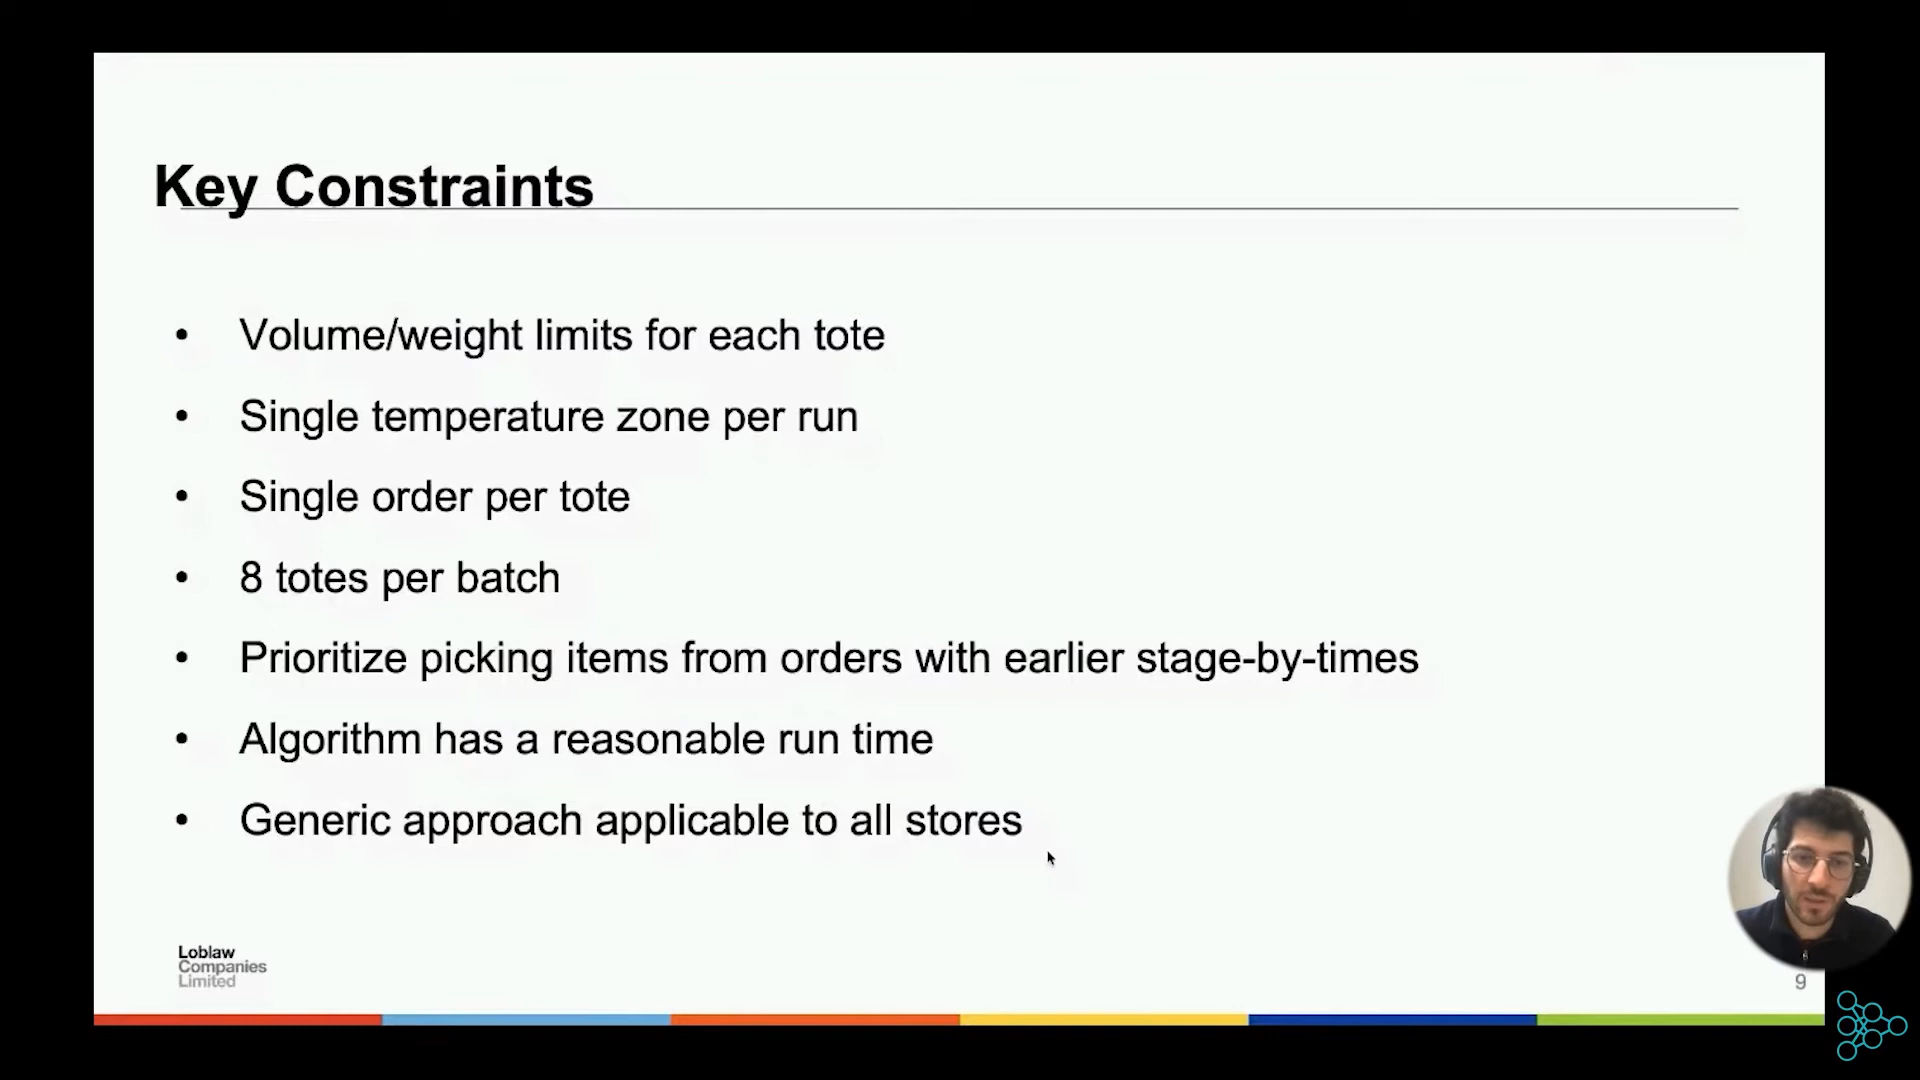 Key Constraints
• Volume/weight limits for each tote
• Single temperature zone per run
• Single order per tote
• 8 totes per batch
• Prioritize picking items from orders with earlier stage-by-times
• Algorithm has a reasonable run time
• Generic approach applicable to all stores
Loblaw
Companies
Limited
9